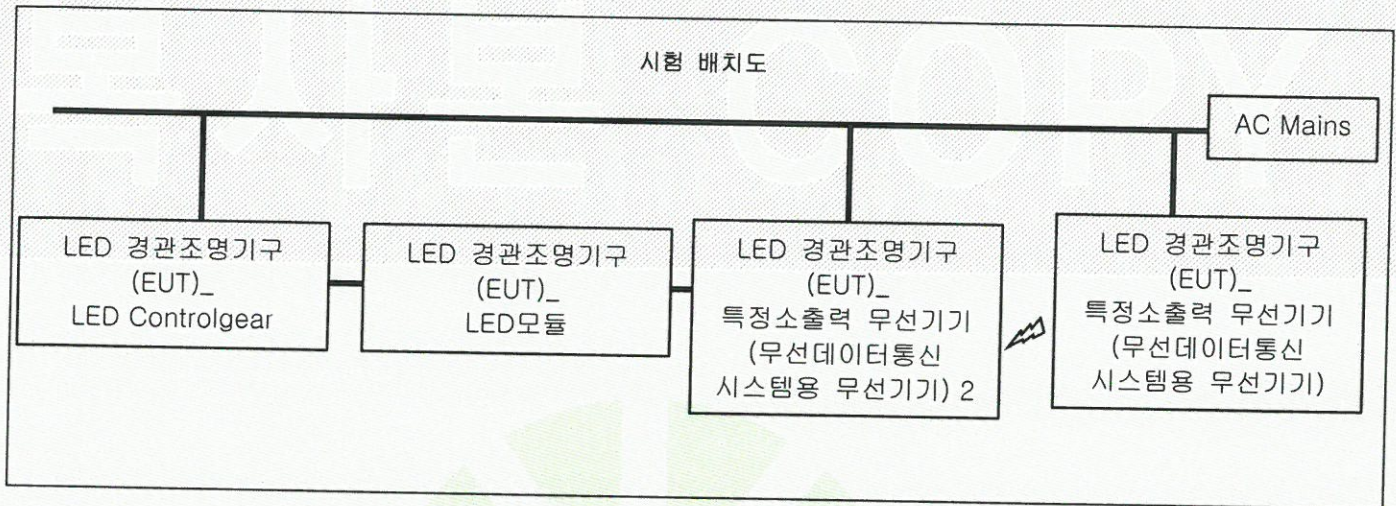 시험 배치도
AC Mains
LED 경관조명기구
(EUT)_
LED Controlgear
LED 경관조명기구
(EUT)_
LED모듈
LED 경관조명기구
(EUT)_
특정소출력 무선기기
(무선데이터통신
시스템용 무선기기) 2
LED 경관조명기구
(EUT)_
특정소출력 무선기기
(무선데이터통신
시스템용 무선기기)
COPY